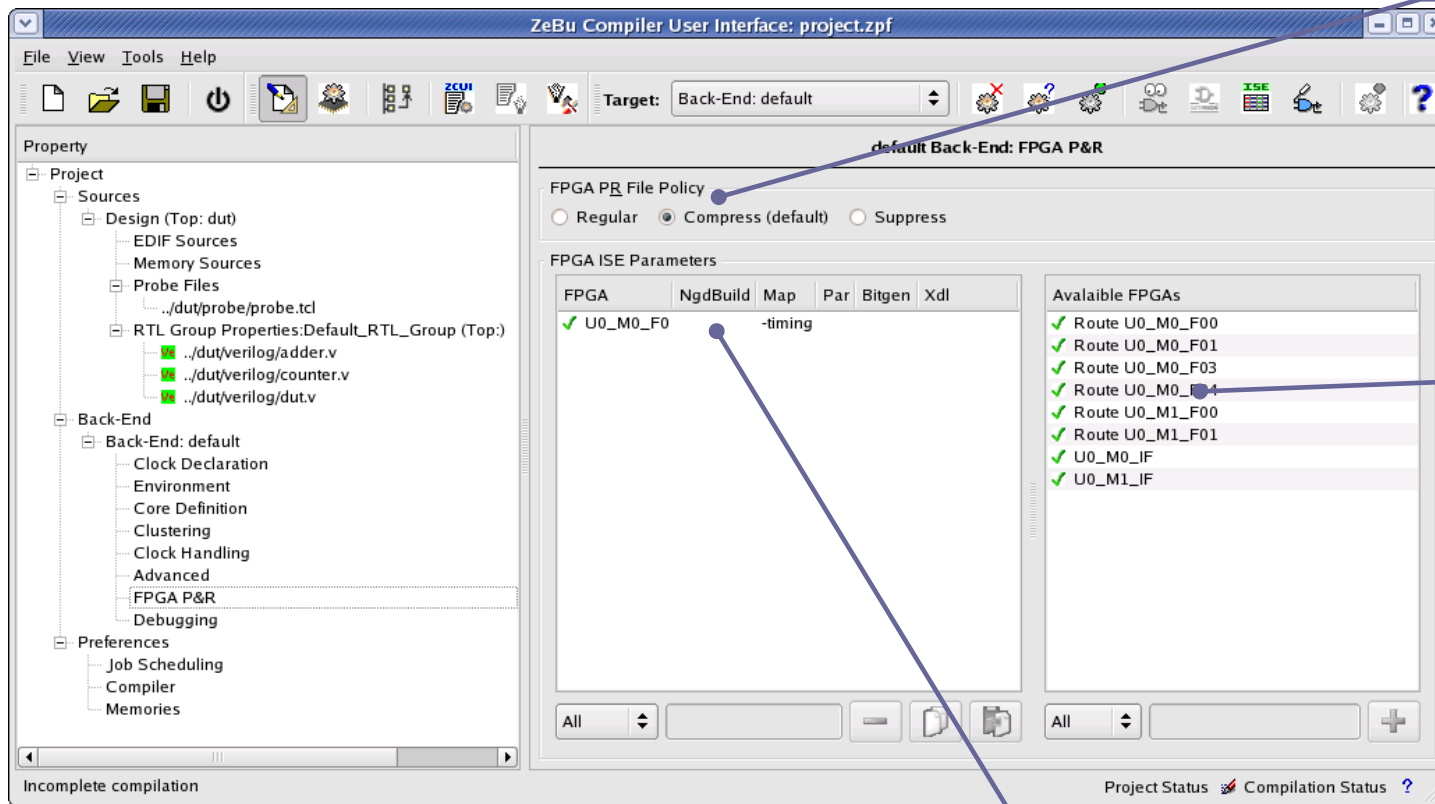 ZeBu Compiler User Interface: project.zpf
File View Tools Help
ZCUI
Target: Back-End: default
ISE
?
Property
Project
Sources
Design (Top: dut)
EDIF Sources
Memory Sources
Probe Files
../dut/probe/probe.tcl
RTL Group Properties:Default_RTL_Group (Top:)
Ve ../dut/verilog/adder.v
Ve ../dut/verilog/counter.v
Ve ../dut/verilog/dut.v
Back-End
Back-End: default
Clock Declaration
Environment
Core Definition
Clustering
Clock Handling
Advanced
FPGA P&R
Debugging
Preferences
Job Scheduling
Compiler
Memories
default Back-End: FPGA P&R
FPGA PR File Policy
Regular Compress (default) Suppress
FPGA ISE Parameters
FPGA NgdBuild Map Par Bitgen Xdl
U0_M0_F0 -timing
All
Avalaible FPGAs
Route U0_M0_F00
Route U0_M0_F01
Route U0_M0_F03
Route U0_M0_F04
Route U0_M1_F00
Route U0_M1_F01
U0_M0_IF
U0_M1_IF
All
Incomplete compilation
Project Status Compilation Status ?